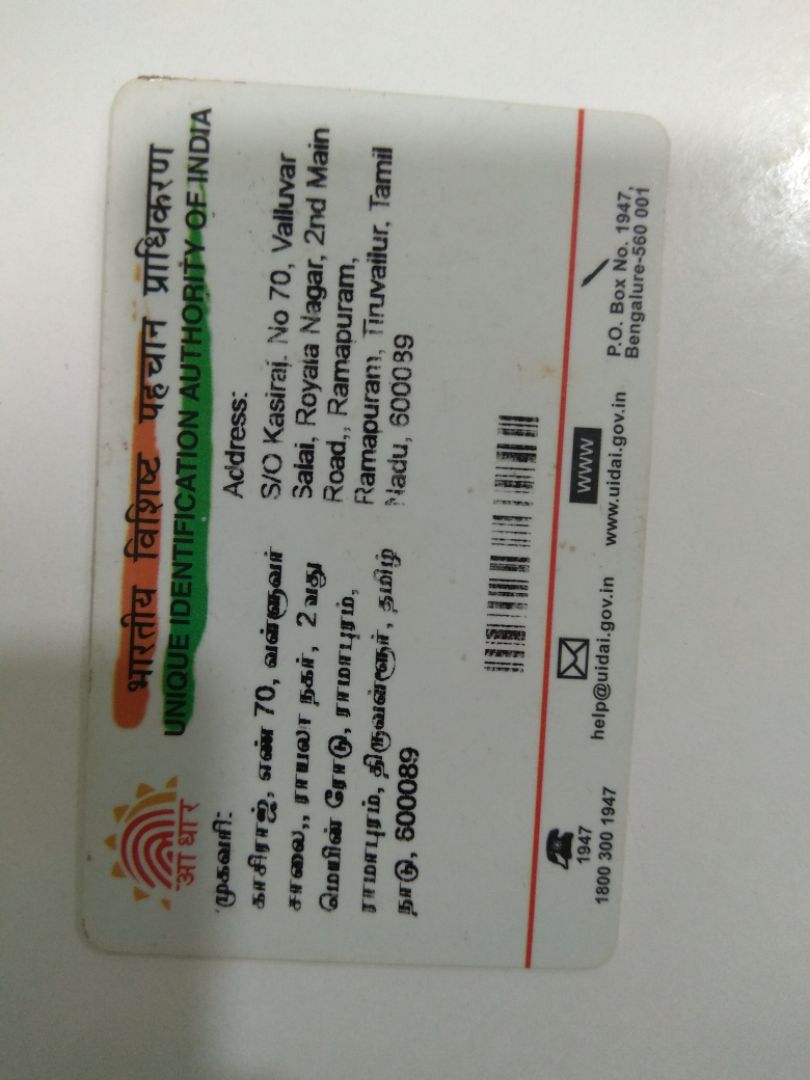 भारतीय विशिष्ट पहचान प्राधिकरण
UNIQUE IDENTIFICATION AUTHORITY OF INDIA
आधार
முகவரி:
காசிராஜ், எண் 70, வள்ளுவர்
சாலை,, ராயலா நகர், 2 வது
மெயின் ரோடு, ராமாபுரம்,
ராமாபுரம், திருவள்ளூர், தமிழ்
நாடு, 600089
Address:
S/O Kasiraj, No 70, Valluvar
Salai, Royala Nagar, 2nd Main
Road,, Ramapuram,
Ramapuram, Tiruvallur, Tamil
Nadu, 600089
1947
1800 300 1947
help@uidai.gov.in
WWW
www.uidai.gov.in
P.O. Box No. 1947,
Bengalure-560 001